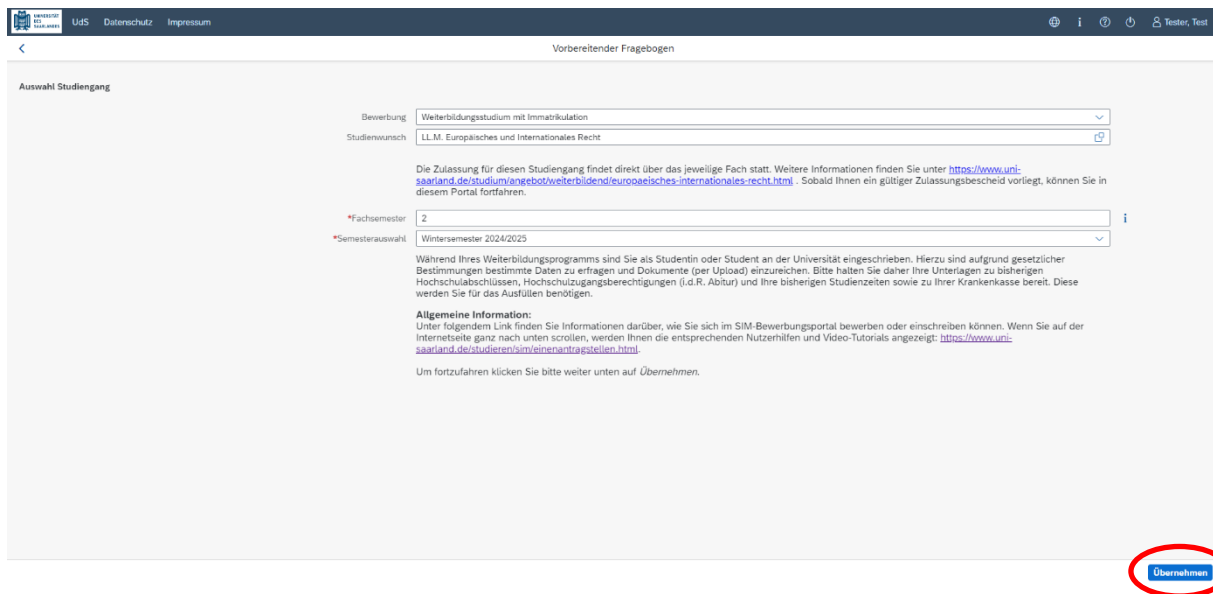 UNIVERSITÄT
DES
SAARLANDES
UdS Datenschutz Impressum
i Tester, Test
Vorbereitender Fragebogen
Auswahl Studiengang
Bewerbung Weiterbildungsstudium mit Immatrikulation
Studienwunsch LL.M. Europäisches und Internationales Recht
Die Zulassung für diesen Studiengang findet direkt über das jeweilige Fach statt. Weitere Informationen finden Sie unter https://www.uni-
saarland.de/studium/angebot/weiterbildend/europaeisches-internationales-recht.html . Sobald Ihnen ein gültiger Zulassungsbescheid vorliegt, können Sie in
diesem Portal fortfahren.
*Fachsemester 2 i
*Semesterauswahl Wintersemester 2024/2025
Während Ihres Weiterbildungsprogramms sind Sie als Studentin oder Student an der Universität eingeschrieben. Hierzu sind aufgrund gesetzlicher
Bestimmungen bestimmte Daten zu erfragen und Dokumente (per Upload) einzureichen. Bitte halten Sie daher Ihre Unterlagen zu bisherigen
Hochschulabschlüssen, Hochschulzugangsberechtigungen (i.d.R. Abitur) und Ihre bisherigen Studienzeiten sowie zu Ihrer Krankenkasse bereit. Diese
werden Sie für das Ausfüllen benötigen.
Allgemeine Information:
Unter folgendem Link finden Sie Informationen darüber, wie Sie sich im SIM-Bewerbungsportal bewerben oder einschreiben können. Wenn Sie auf der
Internetseite ganz nach unten scrollen, werden Ihnen die entsprechenden Nutzerhilfen und Video-Tutorials angezeigt: https://www.uni-
saarland.de/studieren/sim/einenantragstellen.html.
Um fortzufahren klicken Sie bitte weiter unten auf Übernehmen.
Übernehmen